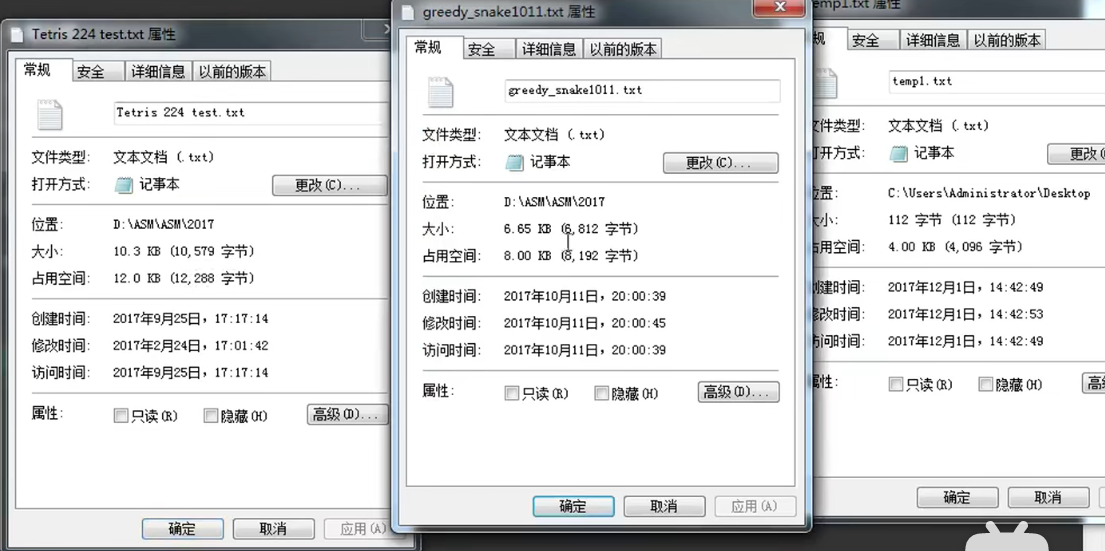 Tetris 224 test.txt 属性
常规 安全 详细信息 以前的版本
Tetris 224 test.txt
文件类型: 文本文档 (.txt)
打开方式: 记事本 更改(C)...
位置: D:\ASM\ASM\2017
大小: 10.3 KB (10,579 字节)
占用空间: 12.0 KB (12,288 字节)
创建时间: 2017年9月25日，17:17:14
修改时间: 2017年2月24日，17:01:42
访问时间: 2017年9月25日，17:17:14
属性: 只读(R) 隐藏(H) 高级(D)...
确定 取消 应用(A)
greedy_snake1011.txt 属性
常规 安全 详细信息 以前的版本
greedy_snake1011.txt
文件类型: 文本文档 (.txt)
打开方式: 记事本 更改(C)...
位置: D:\ASM\ASM\2017
大小: 6.65 KB (6,812 字节)
占用空间: 8.00 KB (8,192 字节)
创建时间: 2017年10月11日，20:00:39
修改时间: 2017年10月11日，20:00:45
访问时间: 2017年10月11日，20:00:39
属性: 只读(R) 隐藏(H) 高级(D)...
确定 取消 应用(A)
emp1.txt 属性
规 安全 详细信息 以前的版本
temp1.txt
文件类型: 文本文档 (.txt)
打开方式: 记事本 更改(C
位置: C:\Users\Administrator\Desktop
大小: 112 字节 (112 字节)
占用空间: 4.00 KB (4,096 字节)
创建时间: 2017年12月1日，14:42:49
修改时间: 2017年12月1日，14:42:53
访问时间: 2017年12月1日，14:42:49
属性: 只读(R) 隐藏(H) 高级
确定 取消